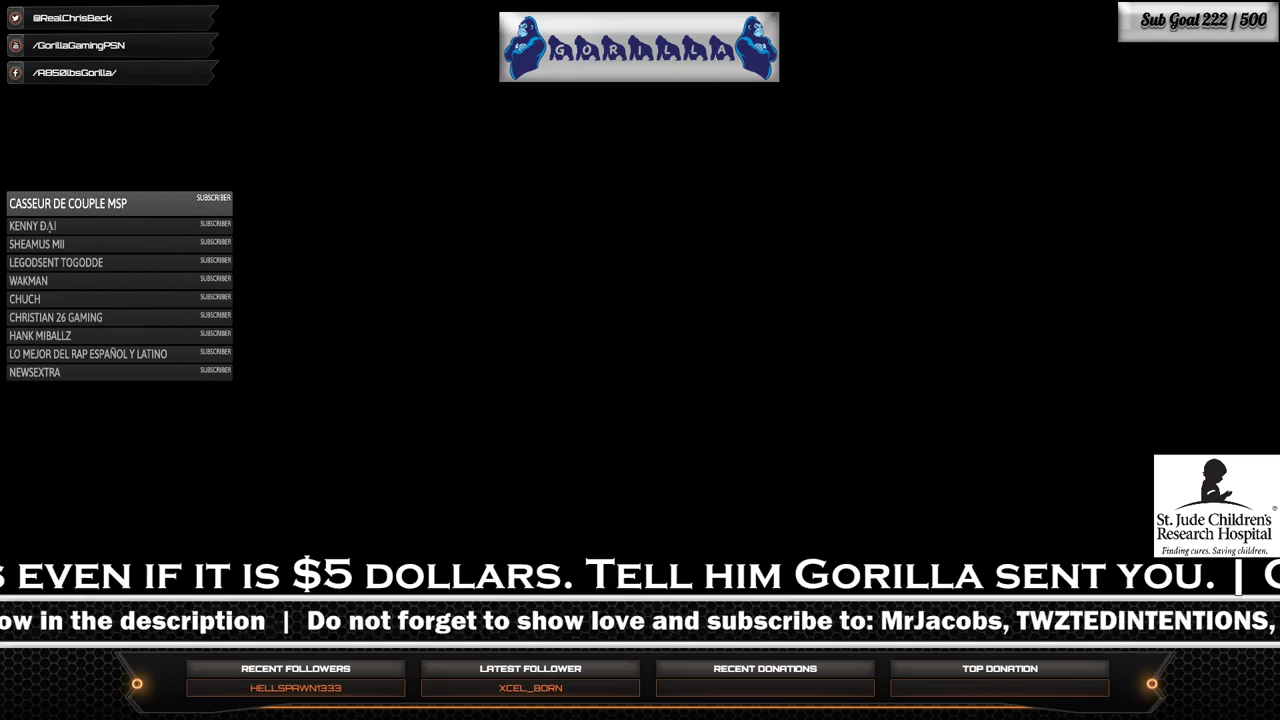 @RealChrisBeck
/GorillaGamingPSN
/A850lbsGorilla/
GORILLA
Sub Goal 222 / 500
CASSEUR DE COUPLE MSP SUBSCRIBER
KENNY ĐẠI SUBSCRIBER
SHEAMUS MII SUBSCRIBER
LEGODSENT TOGODDE SUBSCRIBER
WAKMAN SUBSCRIBER
CHUCH SUBSCRIBER
CHRISTIAN 26 GAMING SUBSCRIBER
HANK MIBALLZ SUBSCRIBER
LO MEJOR DEL RAP ESPAÑOL Y LATINO SUBSCRIBER
NEWSEXTRA SUBSCRIBER
St. Jude Children's
Research Hospital
Finding cures. Saving children.
S EVEN IF IT IS $5 DOLLARS. TELL HIM GORILLA SENT YOU. |
ow in the description | Do not forget to show love and subscribe to: MrJacobs, TWZTEDINTENTIONS,
RECENT FOLLOWERS LATEST FOLLOWER RECENT DONATIONS TOP DONATION
HELLSPAWN1333 XCEL_BORN